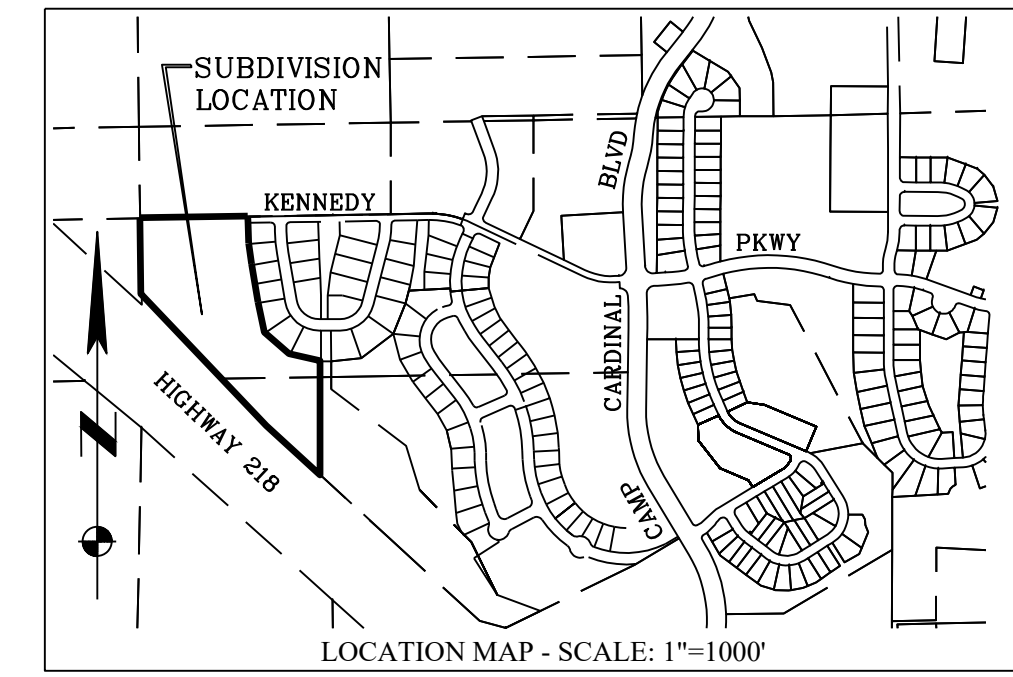 SUBDIVISION
LOCATION
KENNEDY
BLVD
PKWY
CARDINAL
HIGHWAY 218
CAMP
N
LOCATION MAP - SCALE: 1"=1000'